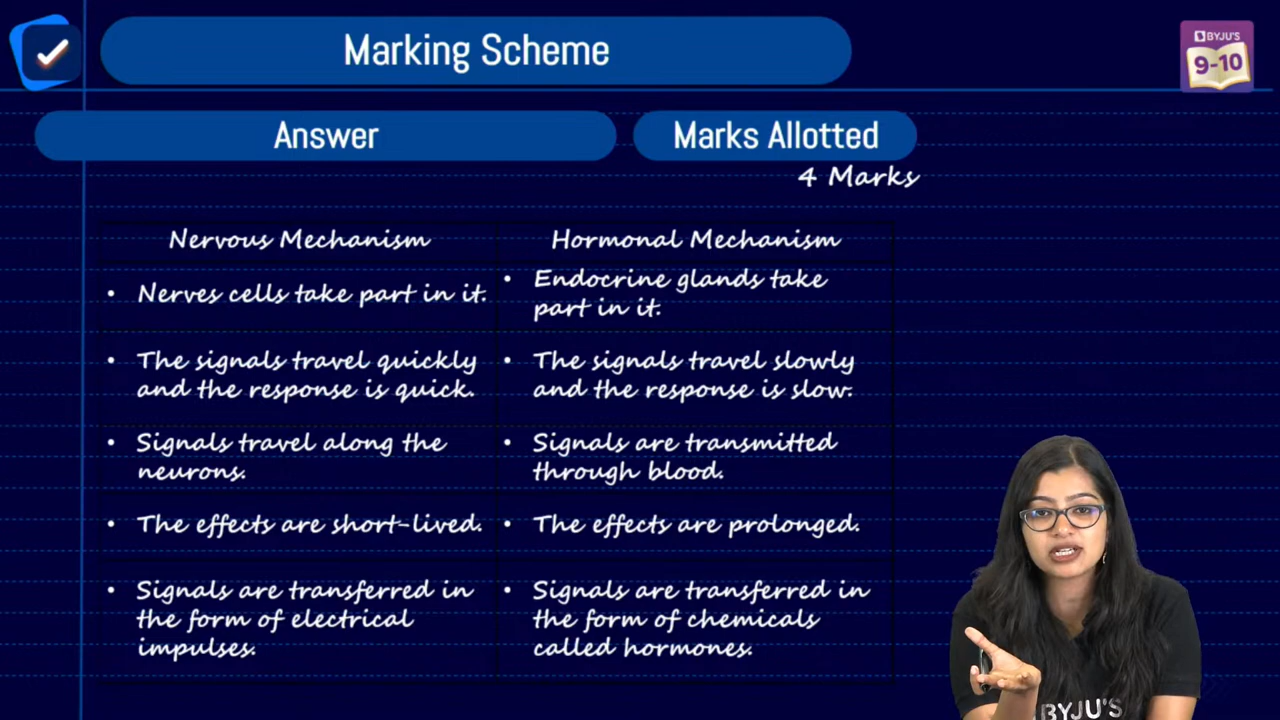 Marking Scheme
BYJU'S
9-10
Answer
Marks Allotted
4 Marks
Nervous Mechanism
Hormonal Mechanism
• Nerves cells take part in it.
• Endocrine glands take
part in it.
• The signals travel quickly
and the response is quick.
• The signals travel slowly
and the response is slow.
• Signals travel along the
neurons.
• Signals are transmitted
through blood.
• The effects are short-lived.
• The effects are prolonged.
• Signals are transferred in
the form of electrical
impulses.
• Signals are transferred in
the form of chemicals
called hormones.
BYJU'S